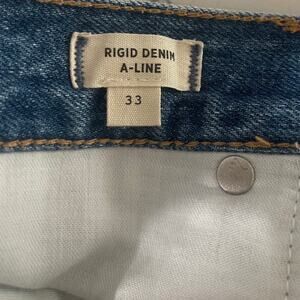 RIGID DENIM
A-LINE
33